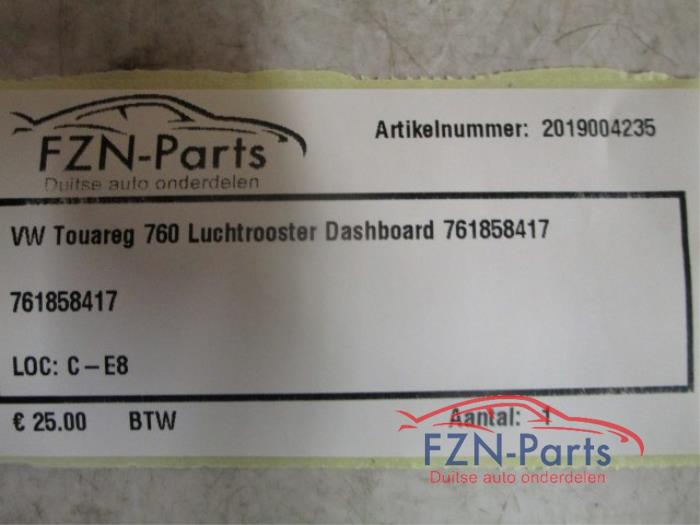 FZN-Parts
Duitse auto onderdelen
Artikelnummer: 2019004235
VW Touareg 760 Luchtrooster Dashboard 761858417
761858417
LOC: C-E8
€ 25.00 BTW Aantal: 1
FZN-Parts
Duitse auto onderdelen